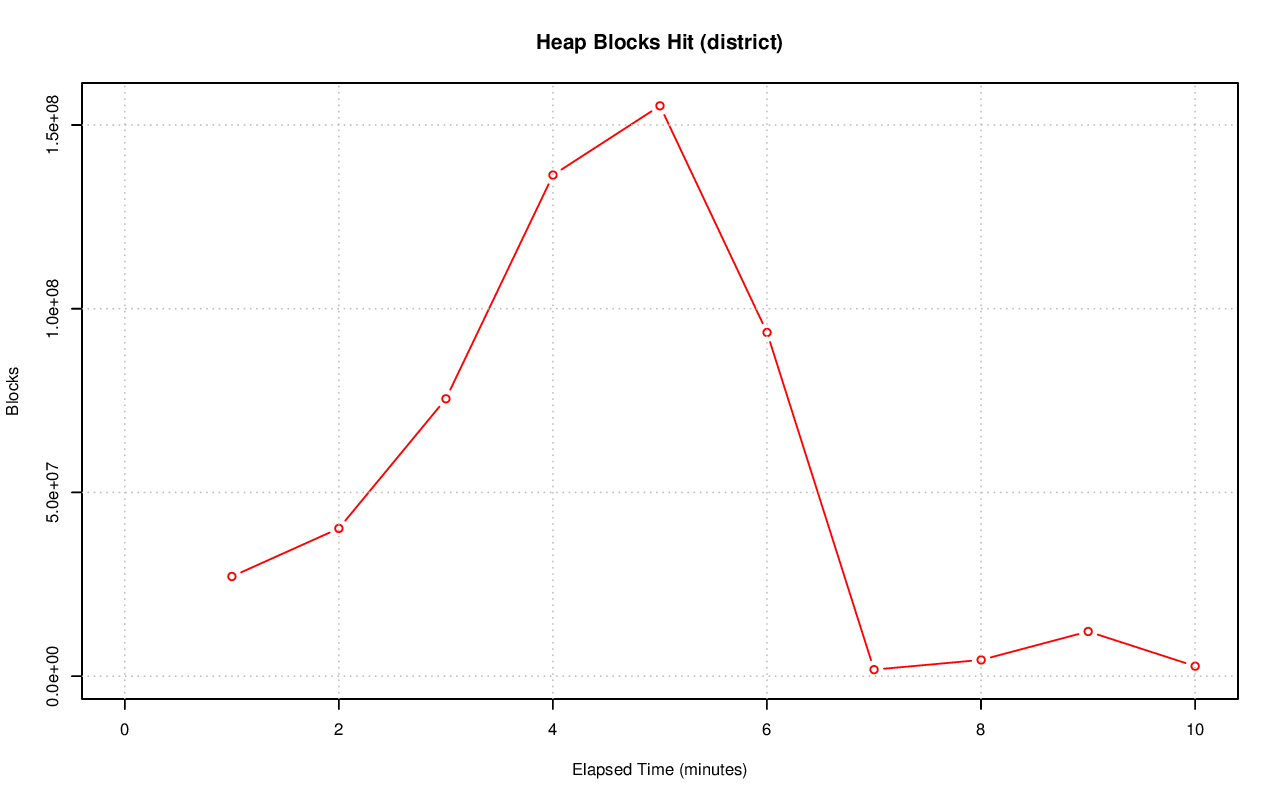 Heap Blocks Hit (district)
1.5e+08
1.0e+08
5.0e+07
0.0e+00
Blocks
0 2 4 6 8 10
Elapsed Time (minutes)